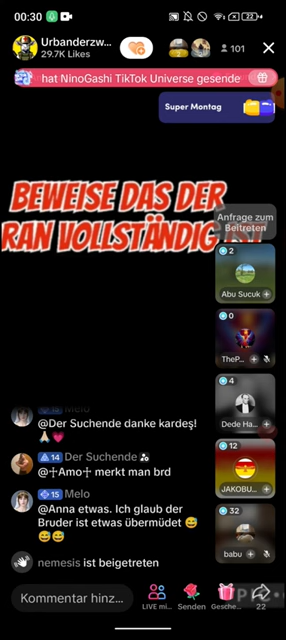 00:30
22
Urbanderzw...
29.7K Likes
101
hat NinoGashi TikTok Universe gesende
Super Montag
BEWEISE DAS DER
RAN VOLLSTÄNDIG
Anfrage zum
Beitreten
2
Abu Sucuk
0
TheP...
4
Dede Ha...
12
JAKOBU...
32
babu
15 Melo
@Der Suchende danke kardeş!
🙏🏻💗
14 Der Suchende
@☥Amo☥ merkt man brd
15 Melo
@Anna etwas. Ich glaub der
Bruder ist etwas übermüdet 😅
😅😅
nemesis ist beigetreten
Kommentar hinz...
LIVE mi...
Senden
Gesche...
22